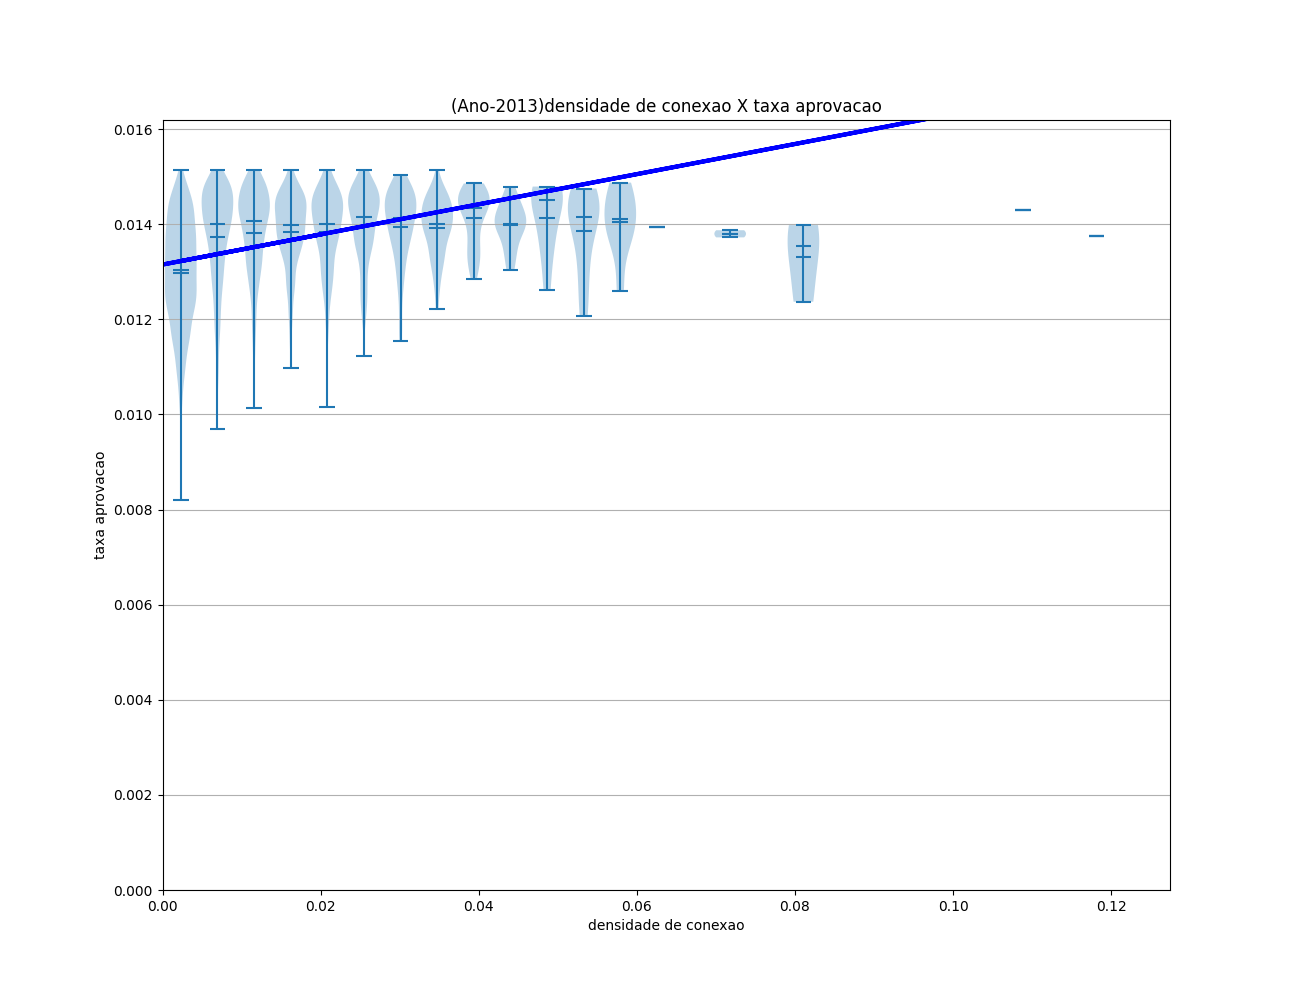 (Ano-2013)densidade de conexao X taxa aprovacao
0.016
0.014
0.012
0.010
0.008
0.006
0.004
0.002
0.000
taxa aprovacao
0.00 0.02 0.04 0.06 0.08 0.10 0.12
densidade de conexao